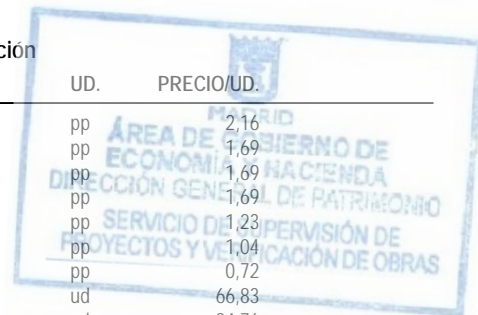 ción
UD. PRECIO/UD.
MADRID
pp 2,16
ÁREA DE GOBIERNO DE
pp 1,69
ECONOMÍA Y HACIENDA
pp 1,69
DIRECCIÓN GENERAL DE PATRIMONIO
pp 1,69
SERVICIO DE SUPERVISIÓN DE
pp 1,23
PROYECTOS Y VERIFICACIÓN DE OBRAS
pp 1,04
pp 0,72
ud 66,83